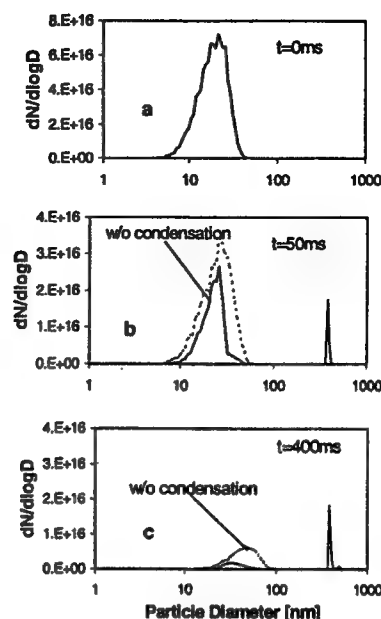 dN/dlogD
8.E+16
6.E+16
4.E+16
2.E+16
0.E+00
t=0ms
a
1
10
100
1000
dN/dlogD
4.E+16
3.E+16
2.E+16
1.E+16
0.E+00
w/o condensation
t=50ms
b
1
10
100
1000
dN/dlogD
4.E+16
3.E+16
2.E+16
1.E+16
0.E+00
t=400ms
w/o condensation
c
1
10
100
1000
Particle Diameter [nm]